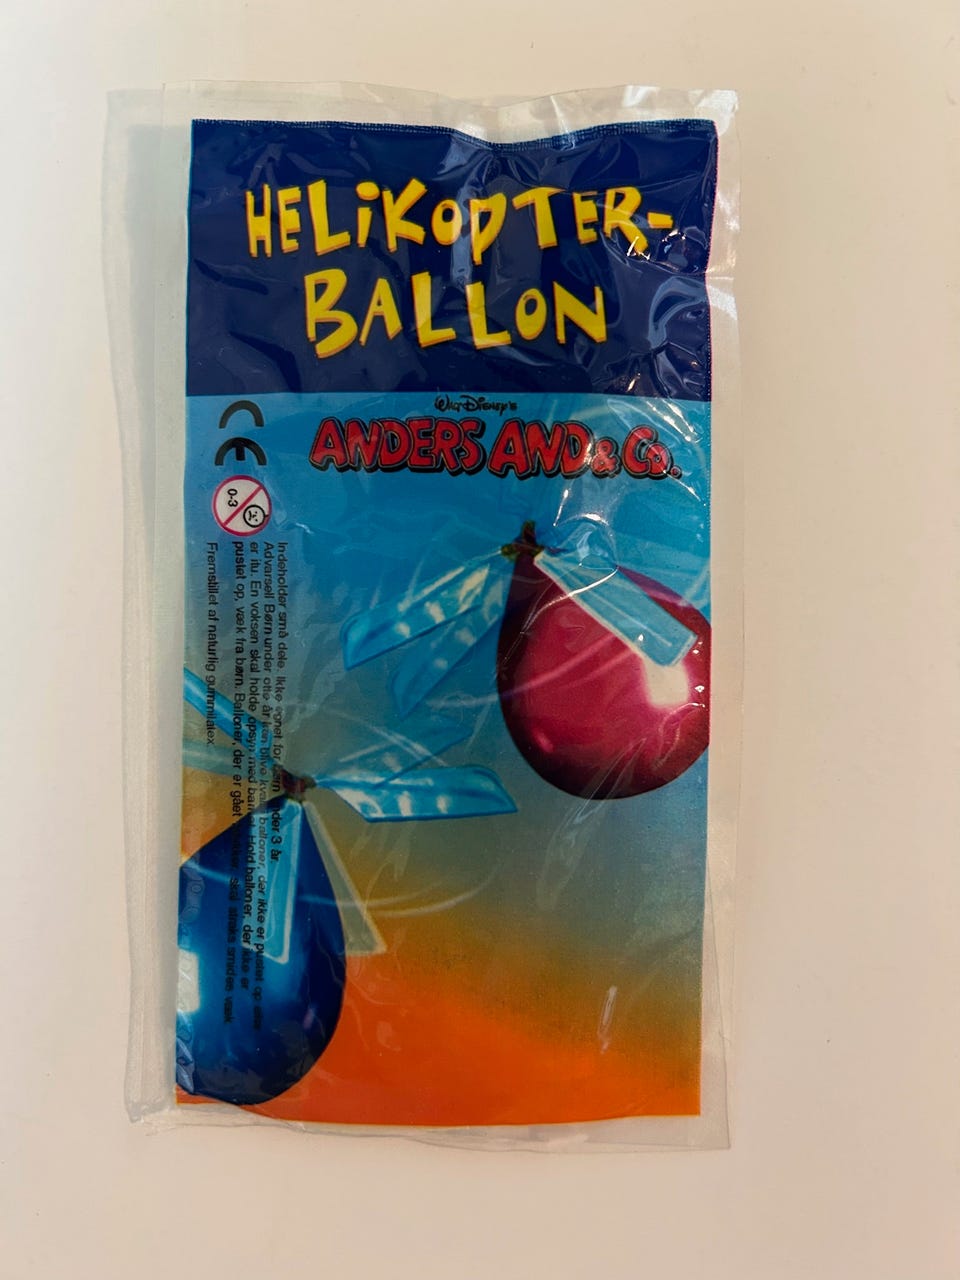 HELiKOPTER-
BALLON
WALT DISNEY'S
ANDERS AND & Co.
CE
0-3
Indeholder små dele. Ikke egnet for børn under 3 år.
Advarsel! Børn under otte år kan blive kvalt i balloner, der ikke er pustet op eller
er itu. En voksen skal holde opsyn med barnet. Hold balloner, der ikke er
pustet op, væk fra børn. Balloner, der er gået i stykker, skal straks smides væk.
Fremstillet af naturlig gummilatex.